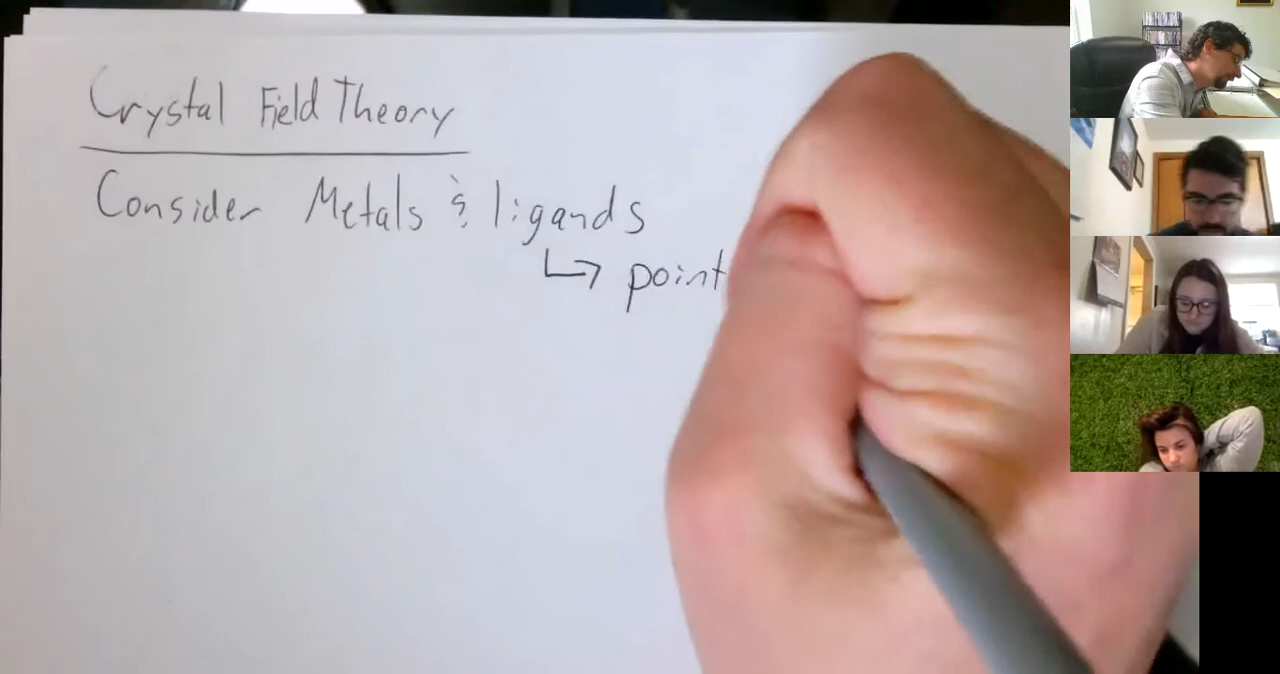 Crystal Field Theory
Consider Metals & ligands
↳ point